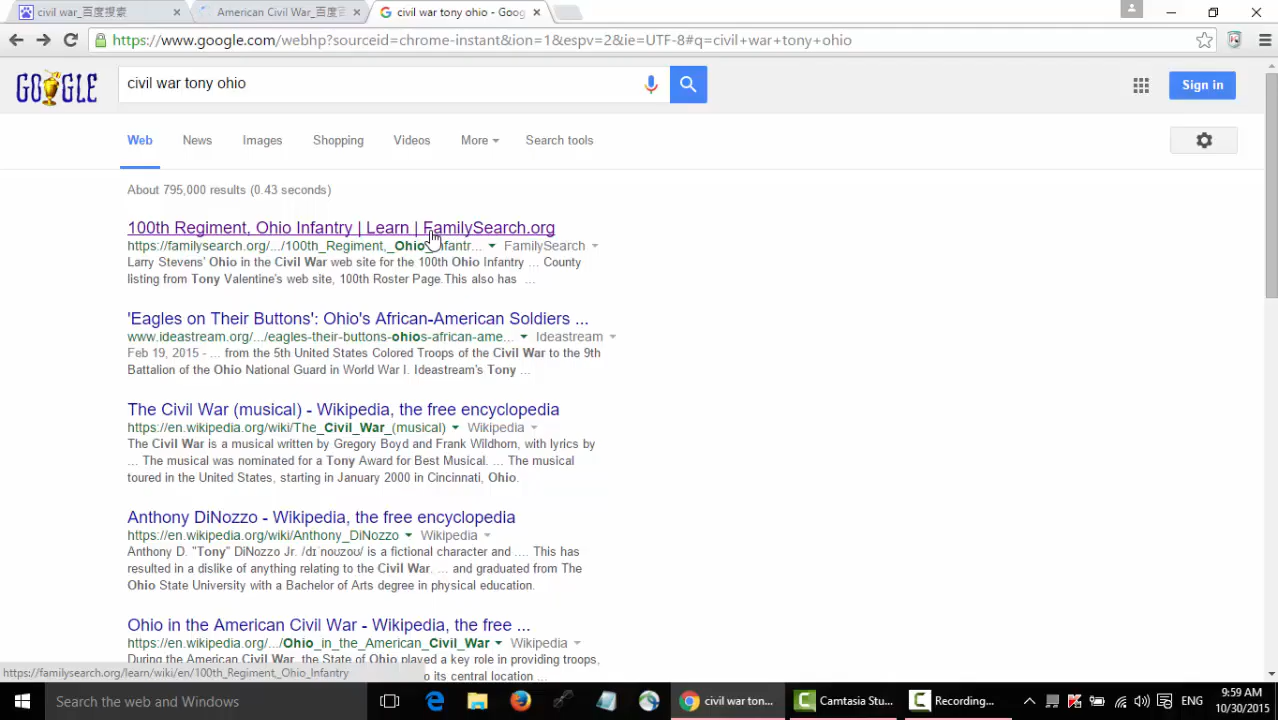 civil war_百度搜索
American Civil War_百度
civil war tony ohio - Goog
https://www.google.com/webhp?sourceid=chrome-instant&ion=1&espv=2&ie=UTF-8#q=civil+war+tony+ohio
GOOGLE
civil war tony ohio
Sign in
Web News Images Shopping Videos More Search tools
About 795,000 results (0.43 seconds)
100th Regiment, Ohio Infantry | Learn | FamilySearch.org
https://familysearch.org/.../100th_Regiment,_Ohio_Infantr... FamilySearch
Larry Stevens' Ohio in the Civil War web site for the 100th Ohio Infantry ... County
listing from Tony Valentine's web site, 100th Roster Page.This also has ...
'Eagles on Their Buttons': Ohio's African-American Soldiers ...
www.ideastream.org/.../eagles-their-buttons-ohios-african-ame... Ideastream
Feb 19, 2015 - ... from the 5th United States Colored Troops of the Civil War to the 9th
Battalion of the Ohio National Guard in World War I. Ideastream's Tony ...
The Civil War (musical) - Wikipedia, the free encyclopedia
https://en.wikipedia.org/wiki/The_Civil_War_(musical) Wikipedia
The Civil War is a musical written by Gregory Boyd and Frank Wildhorn, with lyrics by
... The musical was nominated for a Tony Award for Best Musical. ... The musical
toured in the United States, starting in January 2000 in Cincinnati, Ohio.
Anthony DiNozzo - Wikipedia, the free encyclopedia
https://en.wikipedia.org/wiki/Anthony_DiNozzo Wikipedia
Anthony D. "Tony" DiNozzo Jr. /dɪˈnoʊzoʊ/ is a fictional character and .... This has
resulted in a dislike of anything relating to the Civil War. ... and graduated from The
Ohio State University with a Bachelor of Arts degree in physical education.
Ohio in the American Civil War - Wikipedia, the free ...
https://en.wikipedia.org/.../Ohio_in_the_American_Civil_War Wikipedia
During the American Civil War, the State of Ohio played a key role in providing troops,
https://familysearch.org/learn/wiki/en/100th_Regiment,_Ohio_Infantry
to its central location ...
Search the web and Windows
civil war ton...
Camtasia Stu...
Recording...
ENG
9:59 AM
10/30/2015